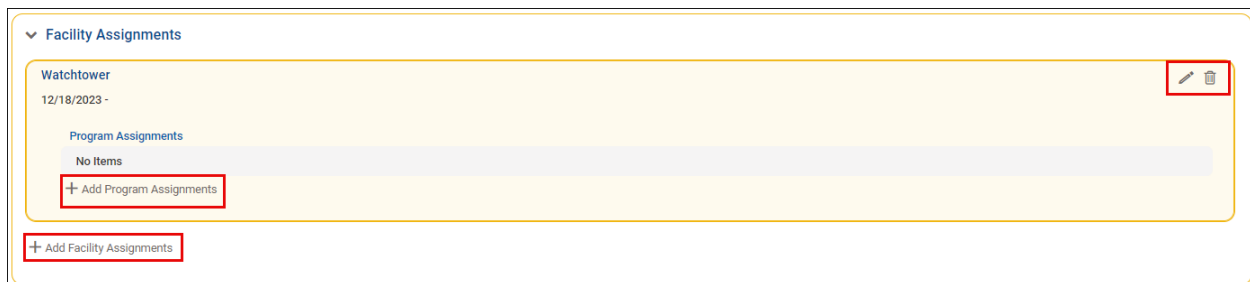 Facility Assignments
Watchtower
12/18/2023 -
Program Assignments
No Items
+ Add Program Assignments
+ Add Facility Assignments